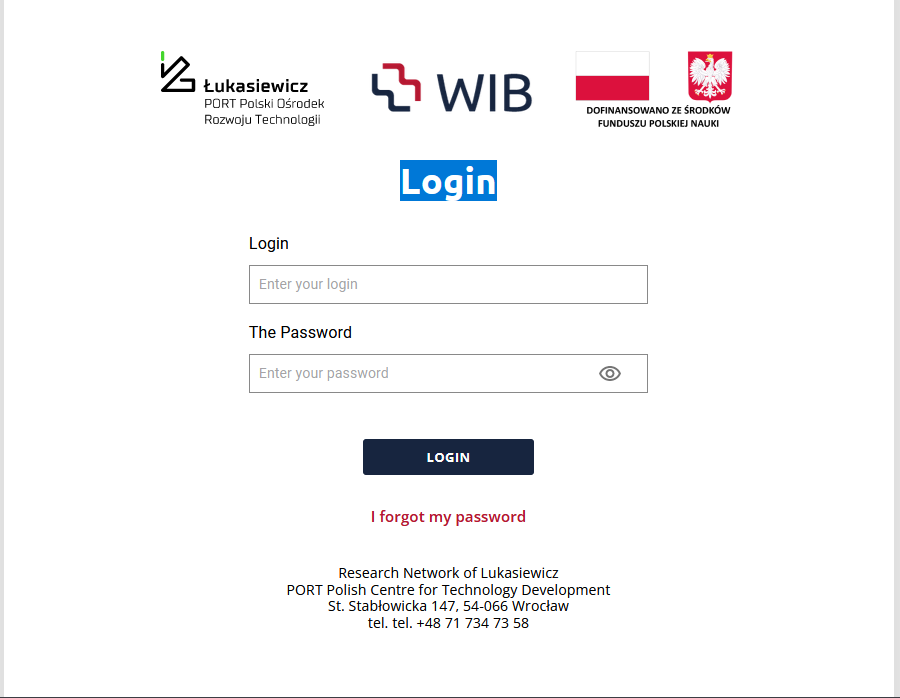 Łukasiewicz
PORT Polski Ośrodek
Rozwoju Technologii
WIB
DOFINANSOWANO ZE ŚRODKÓW
FUNDUSZU POLSKIEJ NAUKI
Login
Login
Enter your login
The Password
Enter your password
LOGIN
I forgot my password
Research Network of Lukasiewicz
PORT Polish Centre for Technology Development
St. Stabłowicka 147, 54-066 Wrocław
tel. tel. +48 71 734 73 58